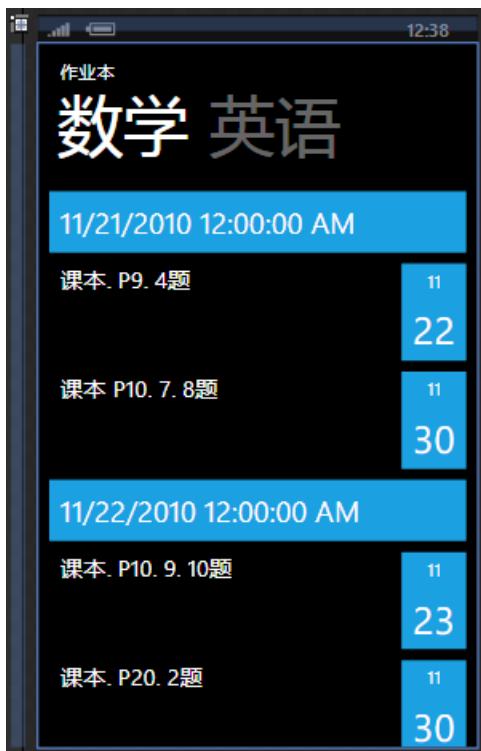 12:38
作业本
数学 英语
11/21/2010 12:00:00 AM
课本. P9. 4题
11
22
课本 P10. 7. 8题
11
30
11/22/2010 12:00:00 AM
课本. P10. 9. 10题
11
23
课本. P20. 2题
11
30